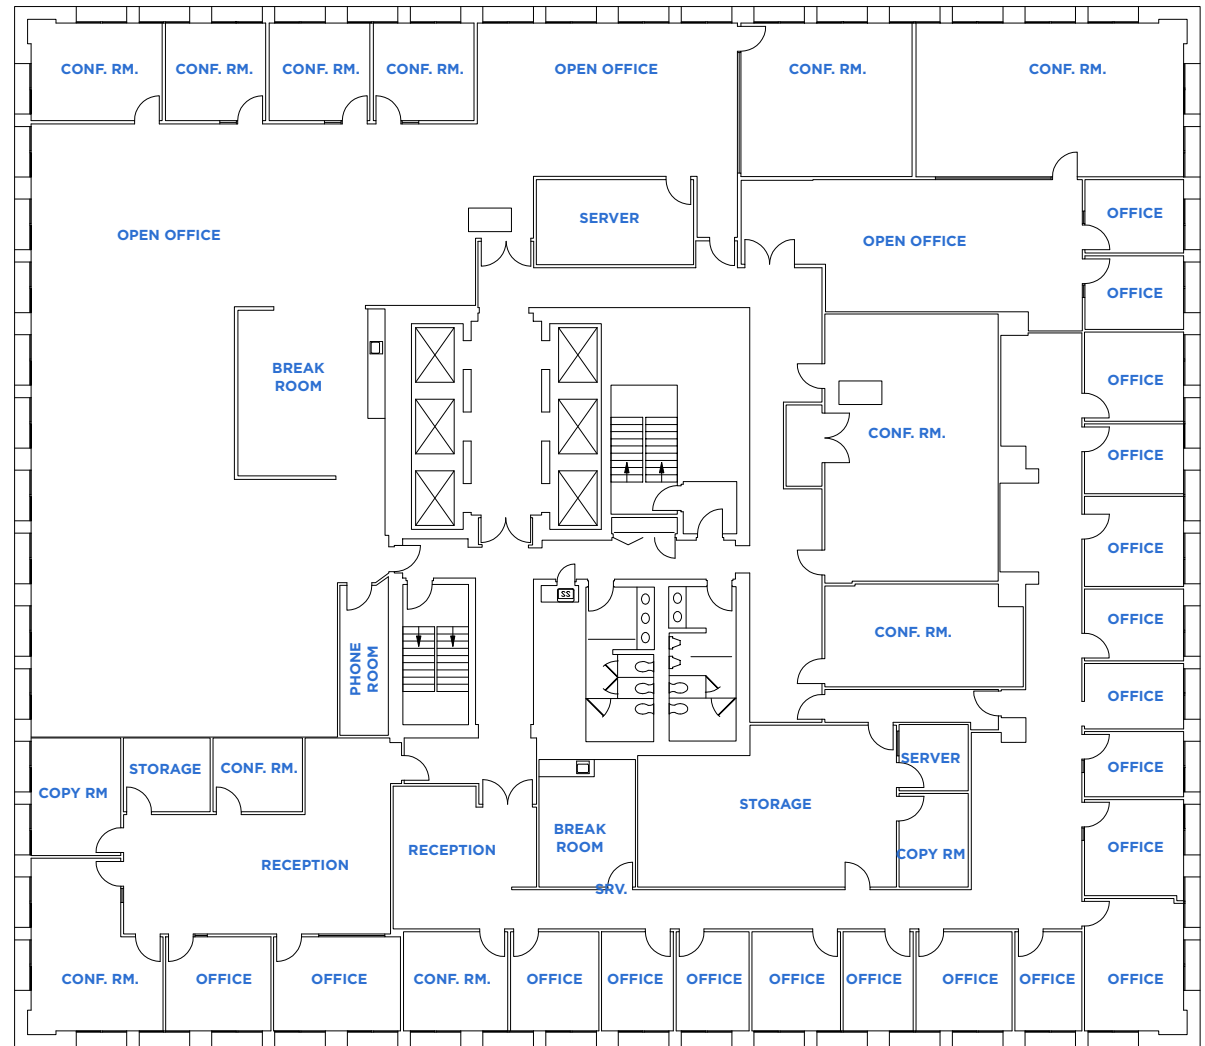 CONF. RM.
CONF. RM.
CONF. RM.
CONF. RM.
OPEN OFFICE
CONF. RM.
CONF. RM.
OPEN OFFICE
SERVER
OPEN OFFICE
OFFICE
OFFICE
BREAK
ROOM
OFFICE
CONF. RM.
OFFICE
OFFICE
SS
OFFICE
CONF. RM.
PHONE
ROOM
OFFICE
COPY RM
STORAGE
CONF. RM.
SERVER
OFFICE
STORAGE
BREAK
ROOM
RECEPTION
RECEPTION
COPY RM
OFFICE
SRV.
CONF. RM.
OFFICE
OFFICE
CONF. RM.
OFFICE
OFFICE
OFFICE
OFFICE
OFFICE
OFFICE
OFFICE
OFFICE